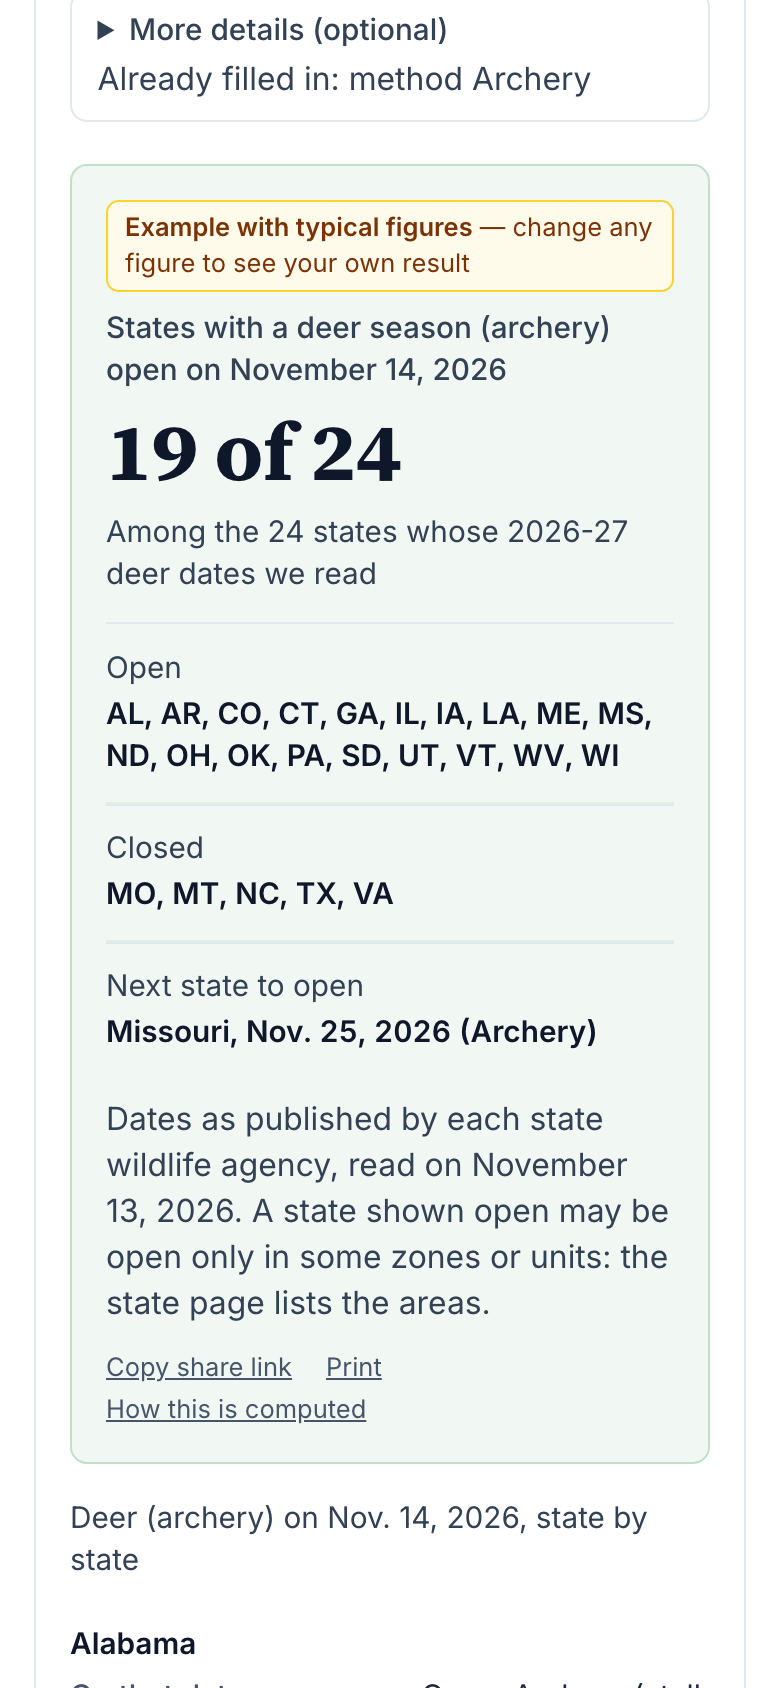 ▶ More details (optional)
Already filled in: method Archery
Example with typical figures — change any
figure to see your own result
States with a deer season (archery)
open on November 14, 2026
19 of 24
Among the 24 states whose 2026-27
deer dates we read
Open
AL, AR, CO, CT, GA, IL, IA, LA, ME, MS,
ND, OH, OK, PA, SD, UT, VT, WV, WI
Closed
MO, MT, NC, TX, VA
Next state to open
Missouri, Nov. 25, 2026 (Archery)
Dates as published by each state
wildlife agency, read on November
13, 2026. A state shown open may be
open only in some zones or units: the
state page lists the areas.
Copy share link Print
How this is computed
Deer (archery) on Nov. 14, 2026, state by
state
Alabama